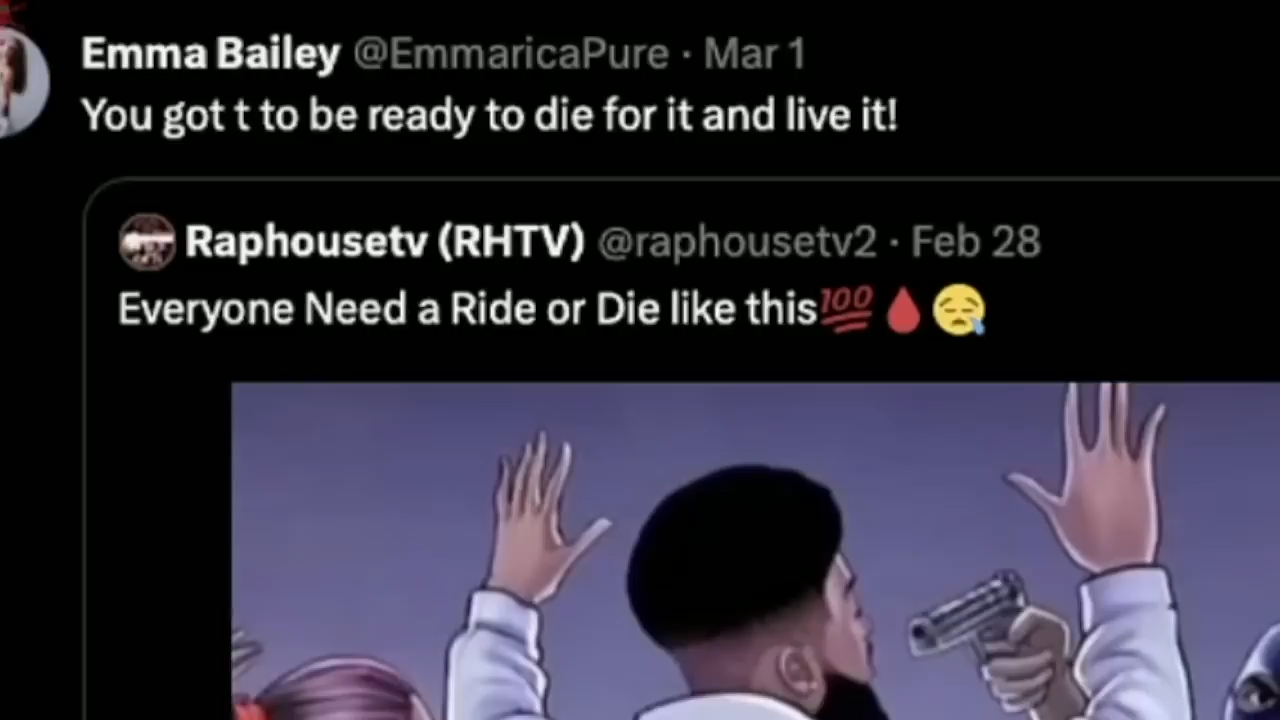 Emma Bailey @EmmaricaPure · Mar 1
You got t to be ready to die for it and live it!
Raphousetv (RHTV) @raphousetv2 · Feb 28
Everyone Need a Ride or Die like this💯🩸😪